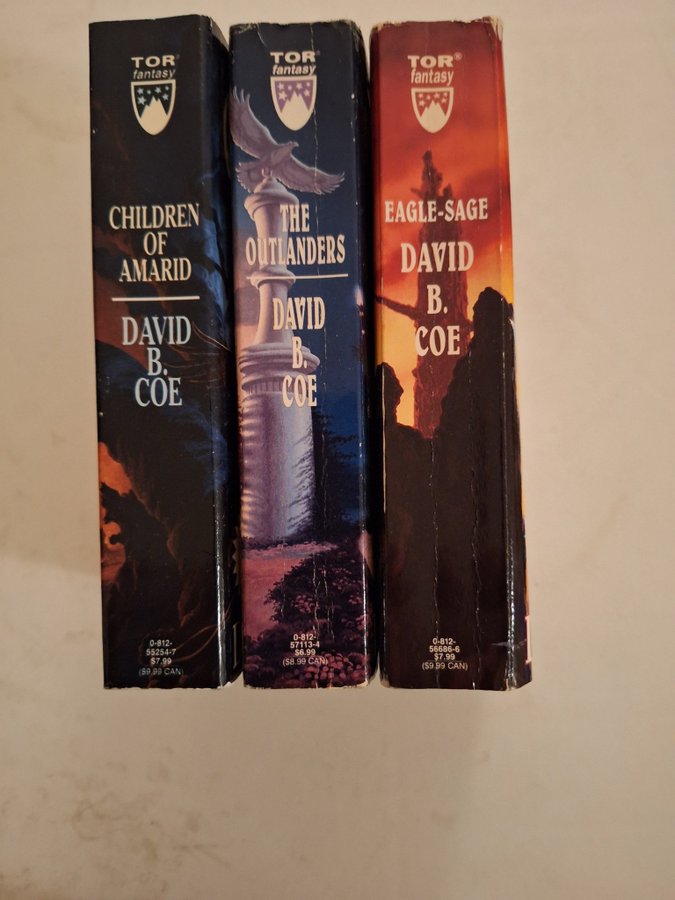 TOR
fantasy
CHILDREN
OF
AMARID
DAVID
B.
COE
0-812-
55254-7
$7.99
($9.99 CAN)
TOR®
fantasy
THE
OUTLANDERS
DAVID
B.
COE
0-812-
57113-4
$6.99
($8.99 CAN)
TOR®
fantasy
EAGLE-SAGE
DAVID
B.
COE
0-812-
56686-6
$7.99
($9.99 CAN)